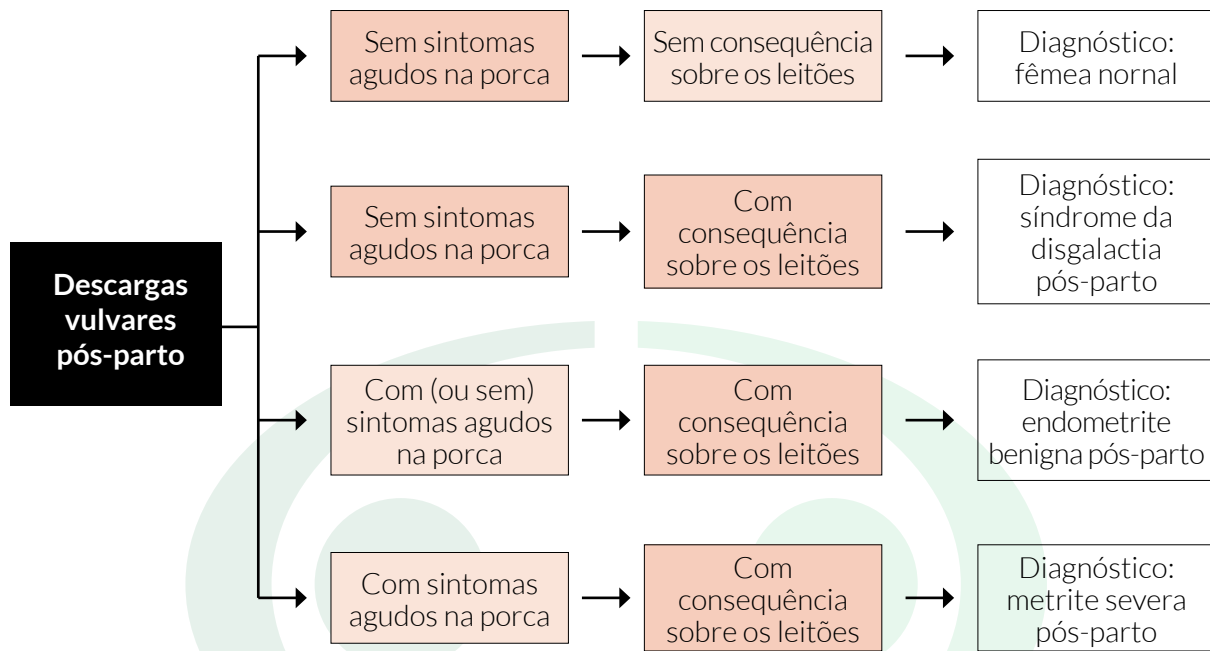 Descargas
vulvares
pós-parto
Sem sintomas
agudos na porca
Sem consequência
sobre os leitões
Diagnóstico:
fêmea nornal
Sem sintomas
agudos na porca
Com
consequência
sobre os leitões
Diagnóstico:
síndrome da
disgalactia
pós-parto
Com (ou sem)
sintomas agudos
na porca
Com
consequência
sobre os leitões
Diagnóstico:
endometrite
benigna pós-parto
Com sintomas
agudos na porca
Com
consequência
sobre os leitões
Diagnóstico:
metrite severa
pós-parto